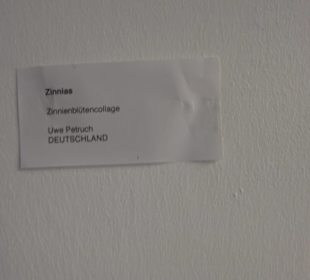 Zinnias
Zinnienblütencollage
Uwe Petruch
DEUTSCHLAND